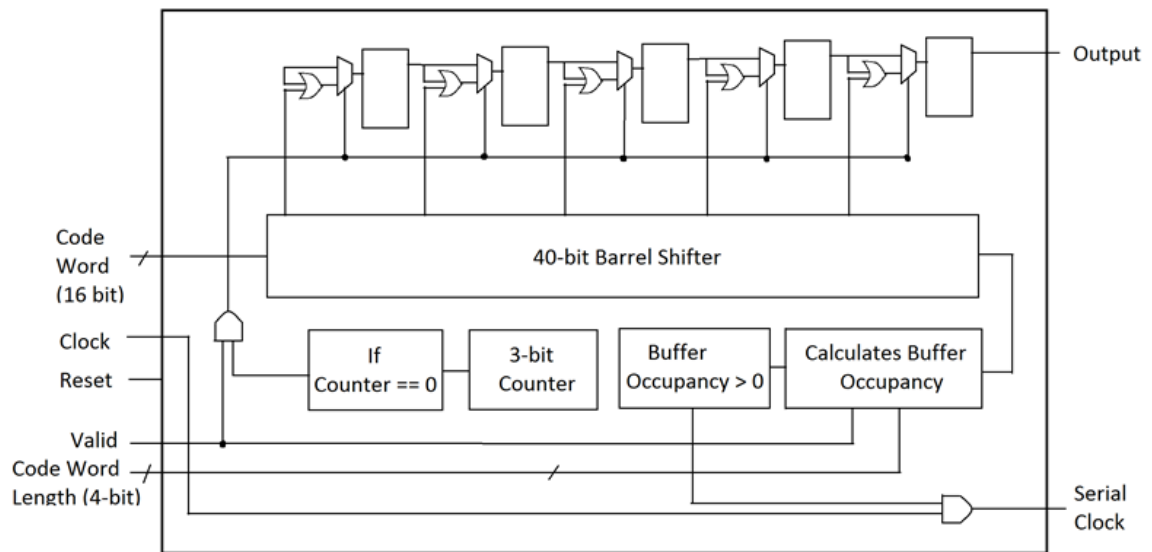 Output
Code
Word
(16 bit)
40-bit Barrel Shifter
Clock
Reset
If
Counter == 0
3-bit
Counter
Buffer
Occupancy > 0
Calculates Buffer
Occupancy
Valid
Code Word
Length (4-bit)
Serial
Clock